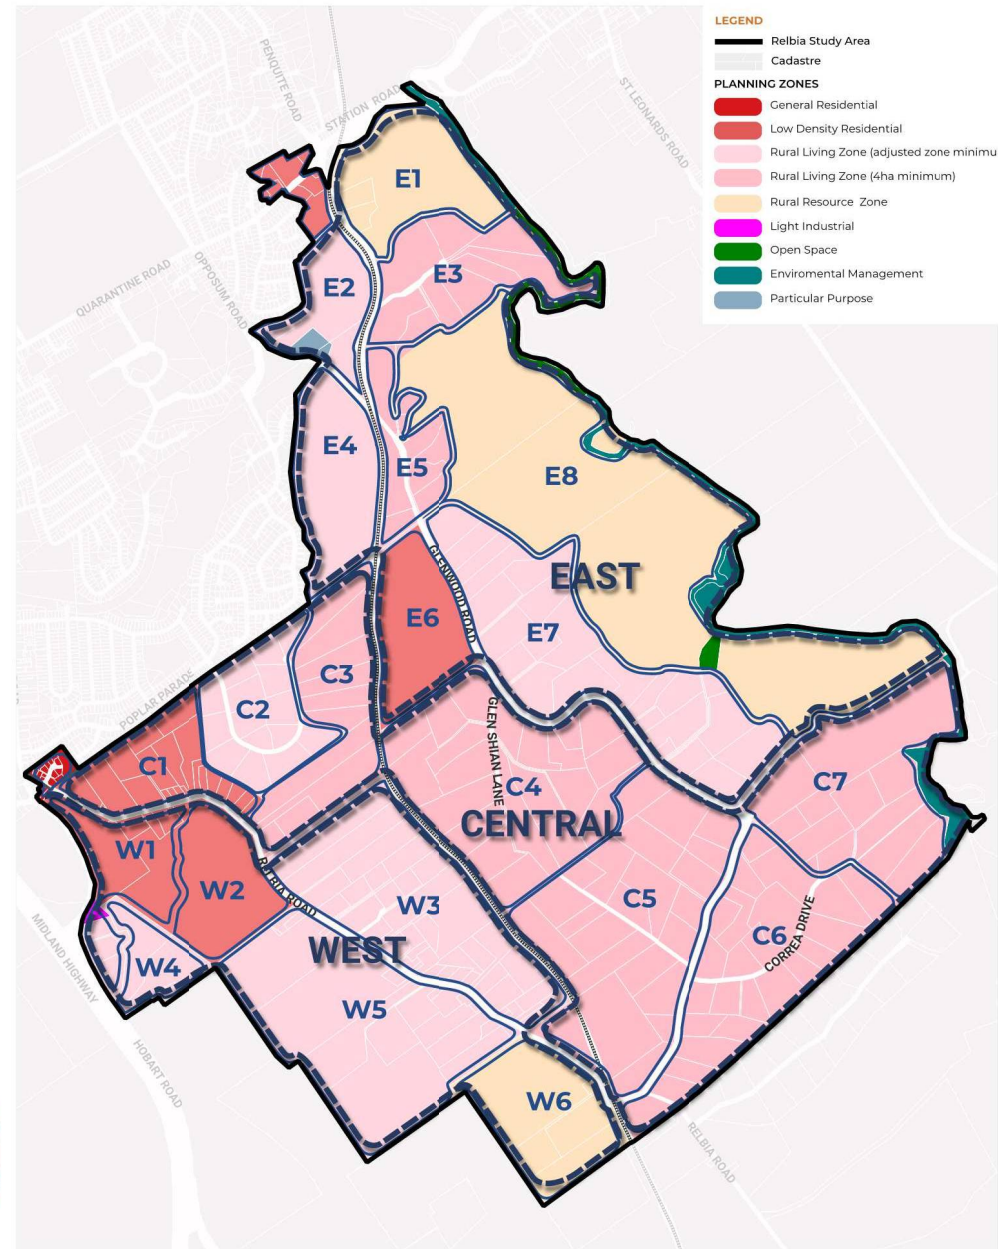 LEGEND
Relbia Study Area
Cadastre
PLANNING ZONES
General Residential
Low Density Residential
Rural Living Zone (adjusted zone minimu
Rural Living Zone (4ha minimum)
Rural Resource Zone
Light Industrial
Open Space
Enviromental Management
Particular Purpose
PENQUITE ROAD
STATION ROAD
ST LEONARDS ROAD
E1
QUARANTINE ROAD
OPOSSUM ROAD
E2
E3
E4
E5
E8
EAST
GLENWOOD ROAD
E6
E7
C3
C2
POPLAR PARADE
C1
GLEN SHIAN LANE
C4
C7
CENTRAL
W1
W2
RELBIA ROAD
W3
C5
C6
CORREA DRIVE
WEST
W4
MIDLAND HIGHWAY
W5
HOBART ROAD
W6
RELBIA ROAD